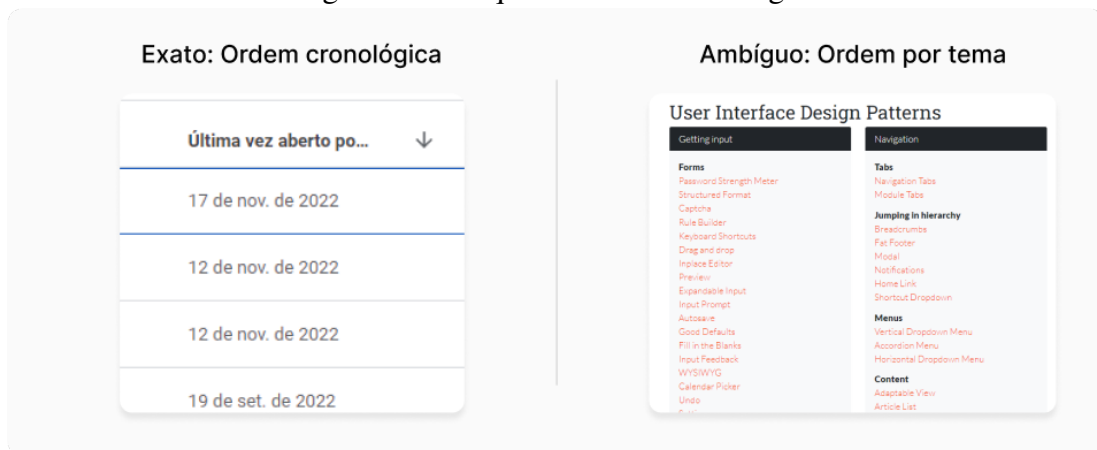 Exato: Ordem cronológica
Última vez aberto po...
17 de nov. de 2022
12 de nov. de 2022
12 de nov. de 2022
19 de set. de 2022
Ambíguo: Ordem por tema
User Interface Design Patterns
Getting input
Forms
Password Strength Meter
Structured Format
Captcha
Rule Builder
Keyboard Shortcuts
Drag and drop
Inplace Editor
Preview
Expandable Input
Input Prompt
Autosave
Good Defaults
Fill in the Blanks
Input Feedback
WYSIWYG
Calendar Picker
Undo
Navigation
Tabs
Navigation Tabs
Module Tabs
Jumping in hierarchy
Breadcrumbs
Fat Footer
Modal
Notifications
Home Link
Shortcut Dropdown
Menus
Vertical Dropdown Menu
Accordion Menu
Horizontal Dropdown Menu
Content
Adaptable View
Article List